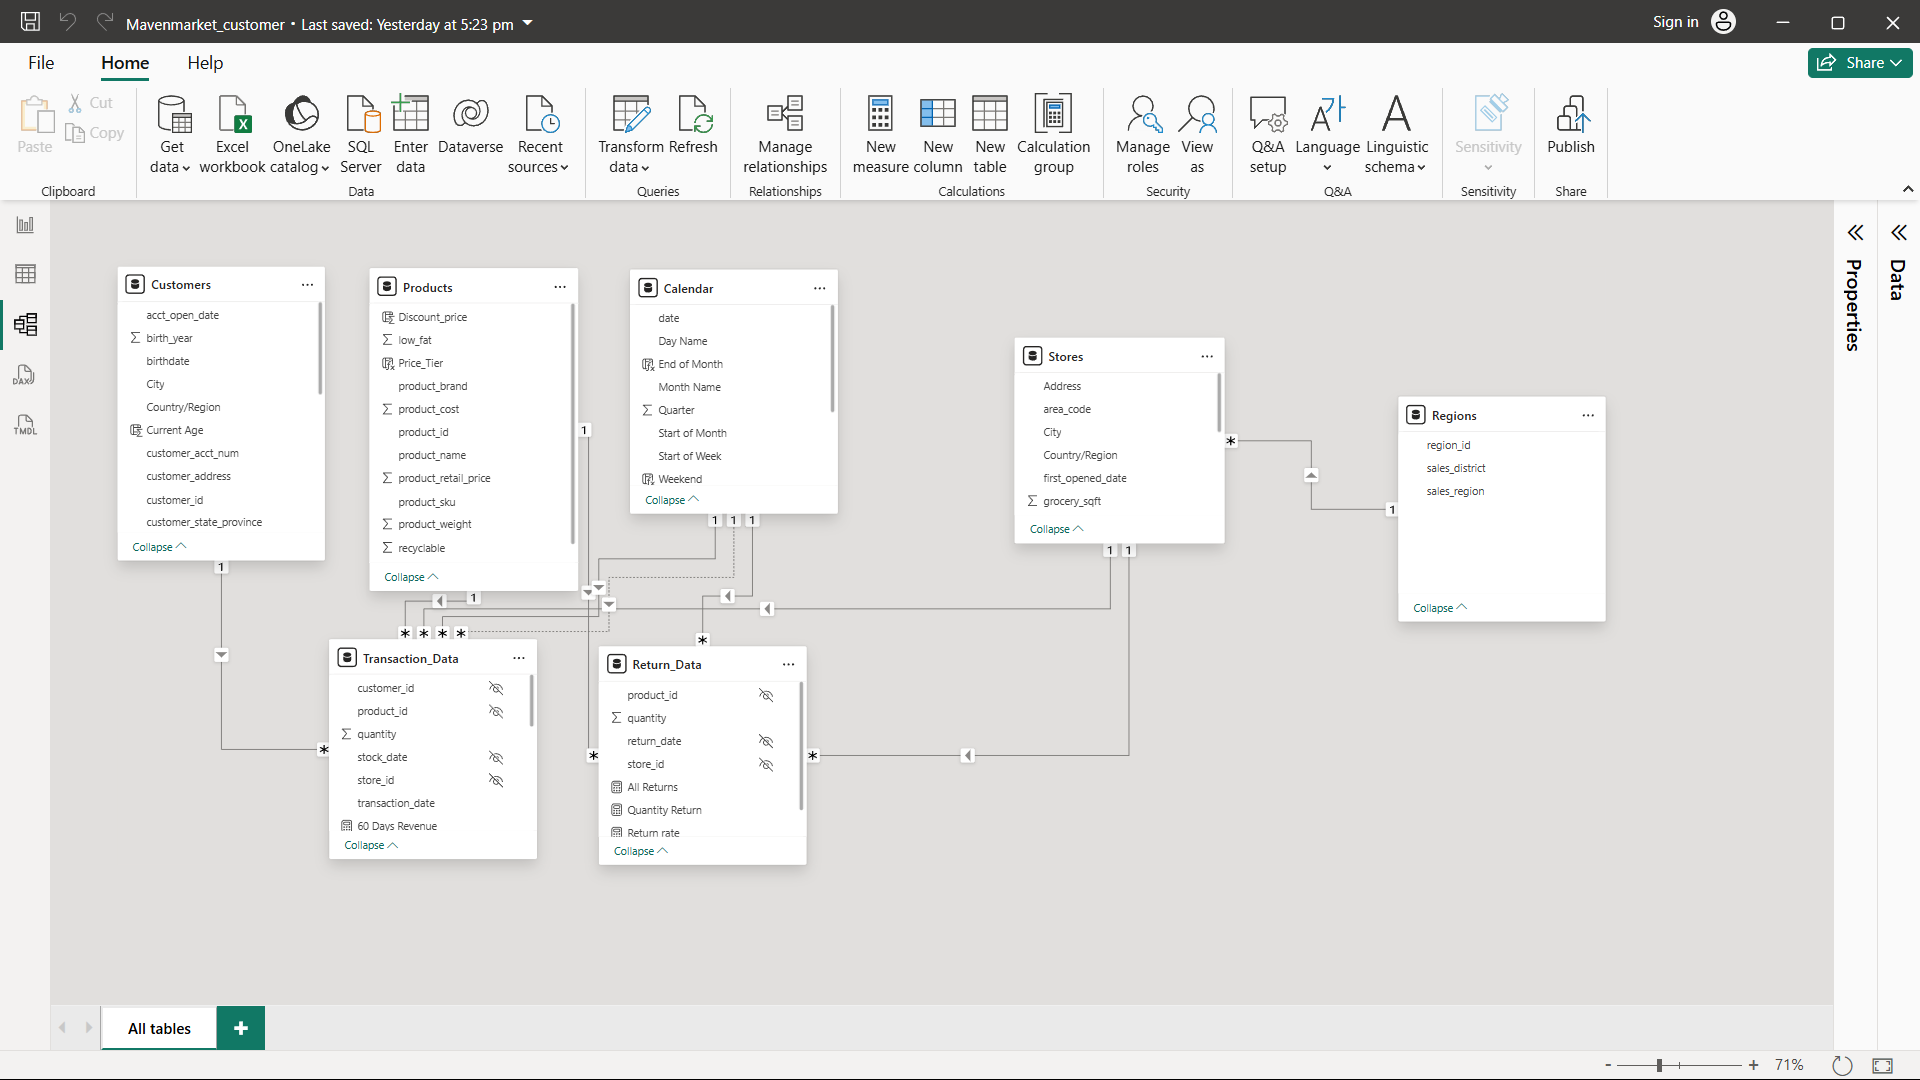 Mavenmarket_customer • Last saved: Yesterday at 5:23 pm
Sign in
File
Home
Help
Share
Paste
Cut
Copy
Clipboard
Get data
Excel workbook
OneLake catalog
SQL Server
Enter data
Dataverse
Recent sources
Data
Transform data
Refresh
Queries
Manage relationships
Relationships
New measure
New column
New table
Calculation group
Calculations
Manage roles
View as
Security
Q&A setup
Language
Linguistic schema
Q&A
Sensitivity
Sensitivity
Publish
Share
DAX
TMDL
Customers
acct_open_date
birth_year
birthdate
City
Country/Region
Current Age
customer_acct_num
customer_address
customer_id
customer_state_province
Collapse
1
*
Products
Discount_price
low_fat
Price_Tier
product_brand
product_cost
product_id
product_name
product_retail_price
product_sku
product_weight
recyclable
Collapse
1
1
Calendar
date
Day Name
End of Month
Month Name
Quarter
Start of Month
Start of Week
Weekend
Collapse
1 1 1
Stores
Address
area_code
City
Country/Region
first_opened_date
grocery_sqft
Collapse
1 1
*
1
Regions
region_id
sales_district
sales_region
Collapse
* * * *
Transaction_Data
customer_id
product_id
quantity
stock_date
store_id
transaction_date
60 Days Revenue
Collapse
*
*
*
Return_Data
product_id
quantity
return_date
store_id
All Returns
Quantity Return
Return rate
Collapse
Properties
Data
All tables
+
- + 71%